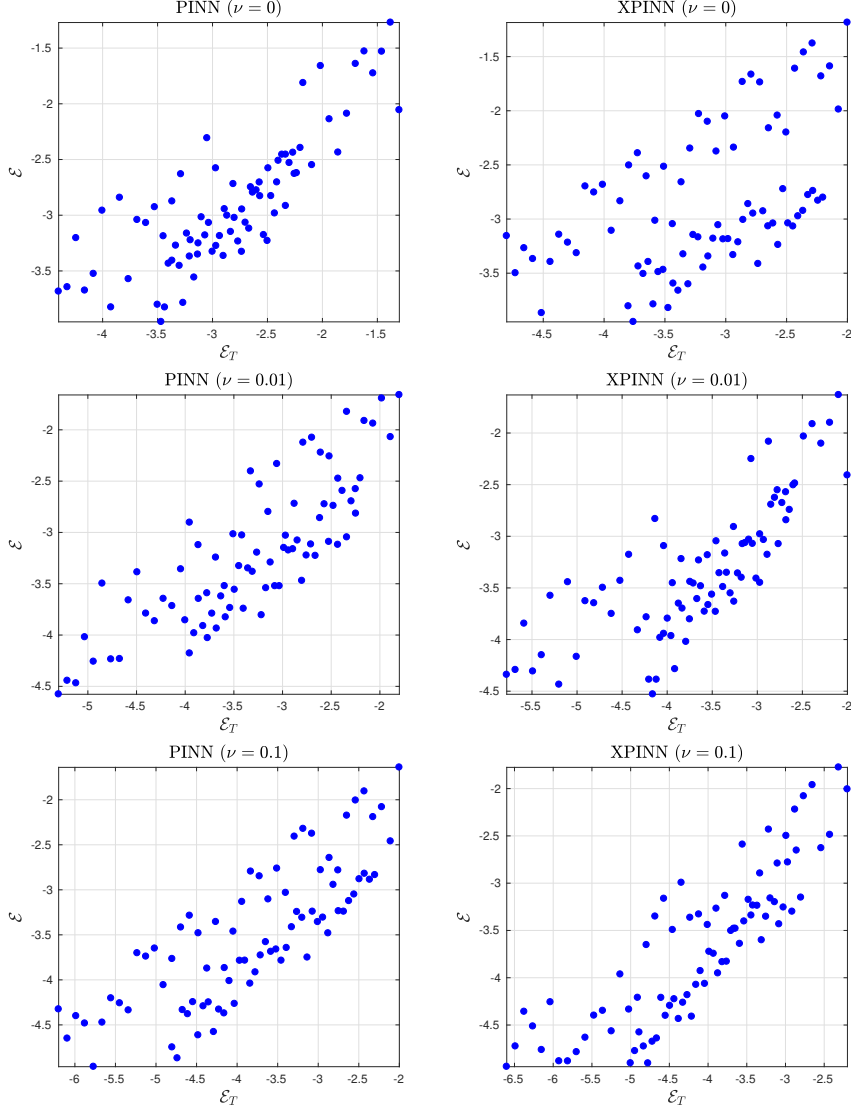 PINN (ν = 0)
-1.5
-2
-2.5
-3
-3.5
ℰ
-4 -3.5 -3 -2.5 -2 -1.5
ℰ_T
XPINN (ν = 0)
-1.5
-2
-2.5
-3
-3.5
ℰ
-4.5 -4 -3.5 -3 -2.5 -2
ℰ_T
PINN (ν = 0.01)
-2
-2.5
-3
-3.5
-4
-4.5
ℰ
-5 -4.5 -4 -3.5 -3 -2.5 -2
ℰ_T
XPINN (ν = 0.01)
-2
-2.5
-3
-3.5
-4
-4.5
ℰ
-5.5 -5 -4.5 -4 -3.5 -3 -2.5 -2
ℰ_T
PINN (ν = 0.1)
-2
-2.5
-3
-3.5
-4
-4.5
ℰ
-6 -5.5 -5 -4.5 -4 -3.5 -3 -2.5 -2
ℰ_T
XPINN (ν = 0.1)
-2
-2.5
-3
-3.5
-4
-4.5
ℰ
-6.5 -6 -5.5 -5 -4.5 -4 -3.5 -3 -2.5
ℰ_T